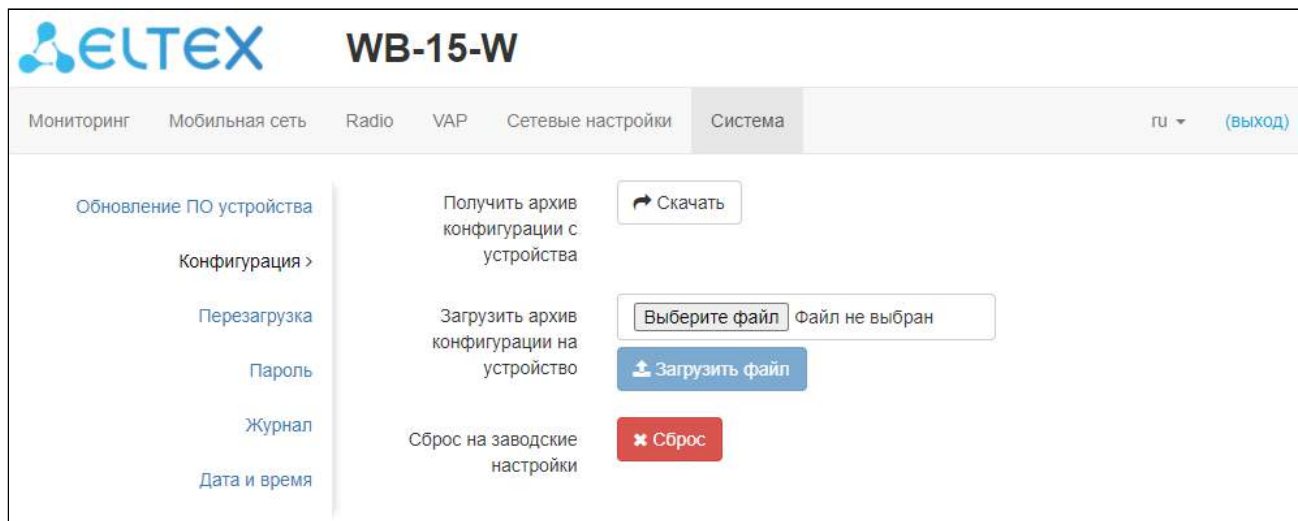 ELTEX WB-15-W
Мониторинг Мобильная сеть Radio VAP Сетевые настройки Система ru (выход)
Обновление ПО устройства
Конфигурация >
Перезагрузка
Пароль
Журнал
Дата и время
Получить архив
конфигурации с
устройства
Скачать
Загрузить архив
конфигурации на
устройство
Выберите файл Файл не выбран
Загрузить файл
Сброс на заводские
настройки
Сброс